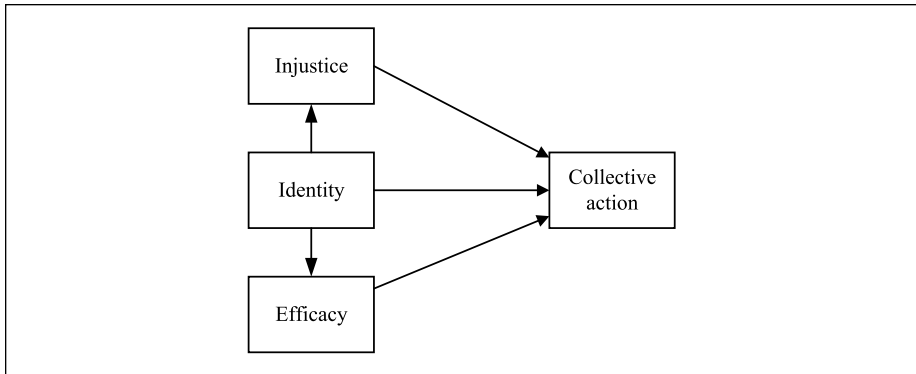 Injustice
Identity
Collective
action
Efficacy